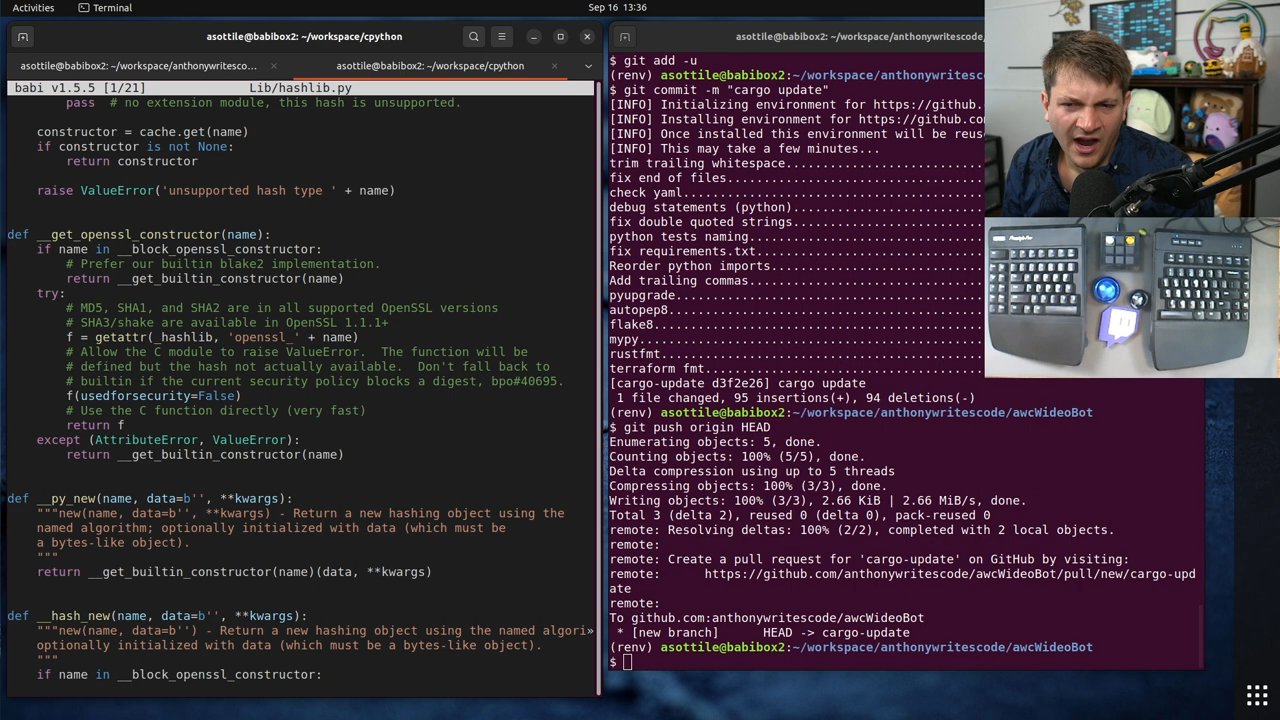 Activities
Terminal
Sep 16 13:36
asottile@babibox2: ~/workspace/cpython
asottile@babibox2: ~/workspace/anthonywritesco...
asottile@babibox2: ~/workspace/cpython
babi v1.5.5 [1/21] Lib/hashlib.py
pass # no extension module, this hash is unsupported.
constructor = cache.get(name)
if constructor is not None:
return constructor
raise ValueError('unsupported hash type ' + name)
def __get_openssl_constructor(name):
if name in __block_openssl_constructor:
# Prefer our builtin blake2 implementation.
return __get_builtin_constructor(name)
try:
# MD5, SHA1, and SHA2 are in all supported OpenSSL versions
# SHA3/shake are available in OpenSSL 1.1.1+
f = getattr(_hashlib, 'openssl_' + name)
# Allow the C module to raise ValueError.  The function will be
# defined but the hash not actually available.  Don't fall back to
# builtin if the current security policy blocks a digest, bpo#40695.
f(usedforsecurity=False)
# Use the C function directly (very fast)
return f
except (AttributeError, ValueError):
return __get_builtin_constructor(name)
def __py_new(name, data=b'', **kwargs):
"""new(name, data=b'', **kwargs) - Return a new hashing object using the
named algorithm; optionally initialized with data (which must be
a bytes-like object).
"""
return __get_builtin_constructor(name)(data, **kwargs)
def __hash_new(name, data=b'', **kwargs):
"""new(name, data=b'') - Return a new hashing object using the named algori»
optionally initialized with data (which must be a bytes-like object).
"""
if name in __block_openssl_constructor:
asottile@babibox2: ~/workspace/anthonywritescode/
$ git add -u
(renv) asottile@babibox2:~/workspace/anthonywritesc
$ git commit -m "cargo update"
[INFO] Initializing environment for https://github.
[INFO] Installing environment for https://github.co
[INFO] Once installed this environment will be reus
[INFO] This may take a few minutes...
trim trailing whitespace...........................
fix end of files...................................
check yaml.........................................
debug statements (python)..........................
fix double quoted strings..........................
python tests naming................................
fix requirements.txt...............................
Reorder python imports.............................
Add trailing commas................................
pyupgrade..........................................
autopep8...........................................
flake8.............................................
mypy...............................................
rustfmt............................................
terraform fmt......................................
[cargo-update d3f2e26] cargo update
1 file changed, 95 insertions(+), 94 deletions(-)
(renv) asottile@babibox2:~/workspace/anthonywritescode/awcWideoBot
$ git push origin HEAD
Enumerating objects: 5, done.
Counting objects: 100% (5/5), done.
Delta compression using up to 5 threads
Compressing objects: 100% (3/3), done.
Writing objects: 100% (3/3), 2.66 KiB | 2.66 MiB/s, done.
Total 3 (delta 2), reused 0 (delta 0), pack-reused 0
remote: Resolving deltas: 100% (2/2), completed with 2 local objects.
remote:
remote: Create a pull request for 'cargo-update' on GitHub by visiting:
remote:      https://github.com/anthonywritescode/awcWideoBot/pull/new/cargo-upd
ate
remote:
To github.com:anthonywritescode/awcWideoBot
* [new branch]      HEAD -> cargo-update
(renv) asottile@babibox2:~/workspace/anthonywritescode/awcWideoBot
$